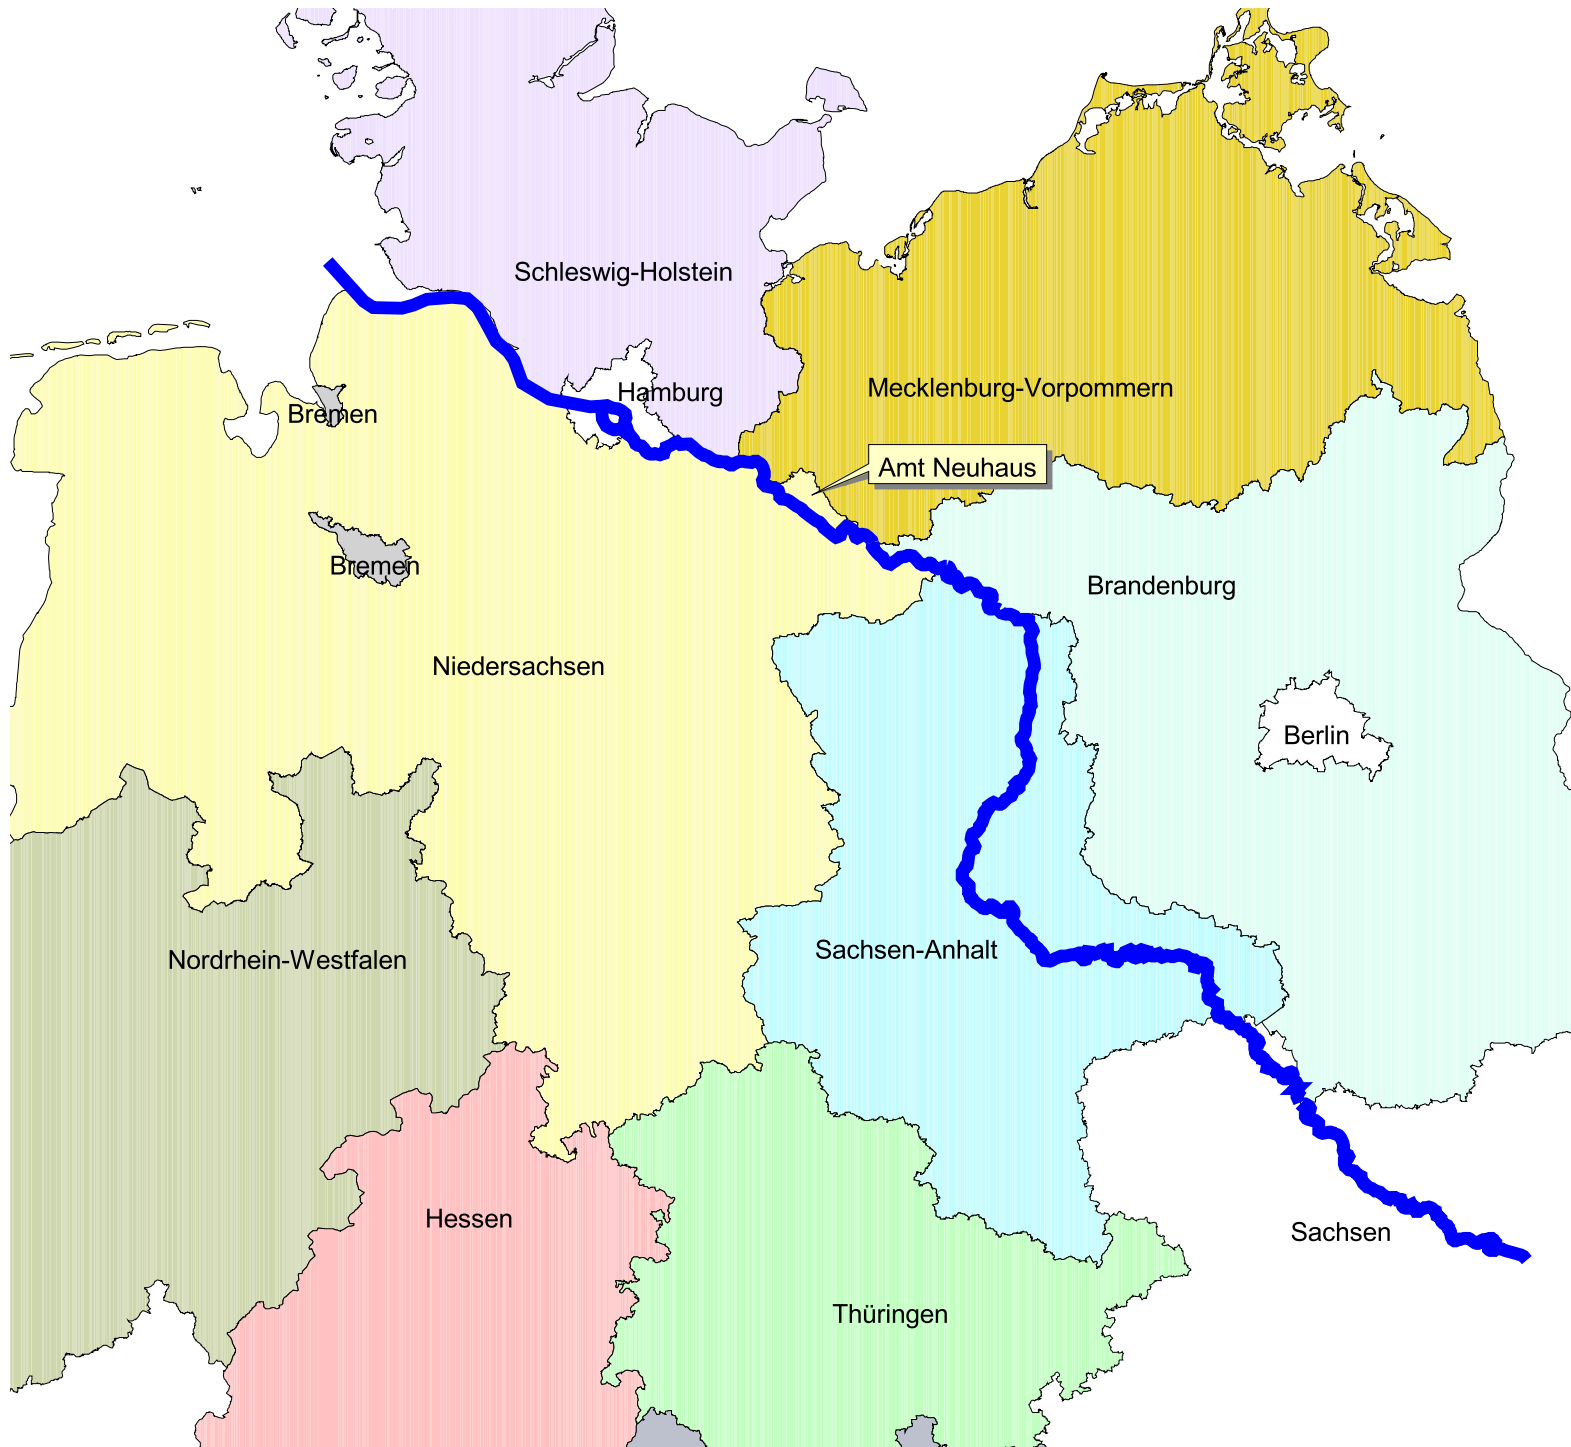 Schleswig-Holstein
Hamburg
Mecklenburg-Vorpommern
Bremen
Amt Neuhaus
Bremen
Brandenburg
Niedersachsen
Berlin
Sachsen-Anhalt
Nordrhein-Westfalen
Hessen
Sachsen
Thüringen